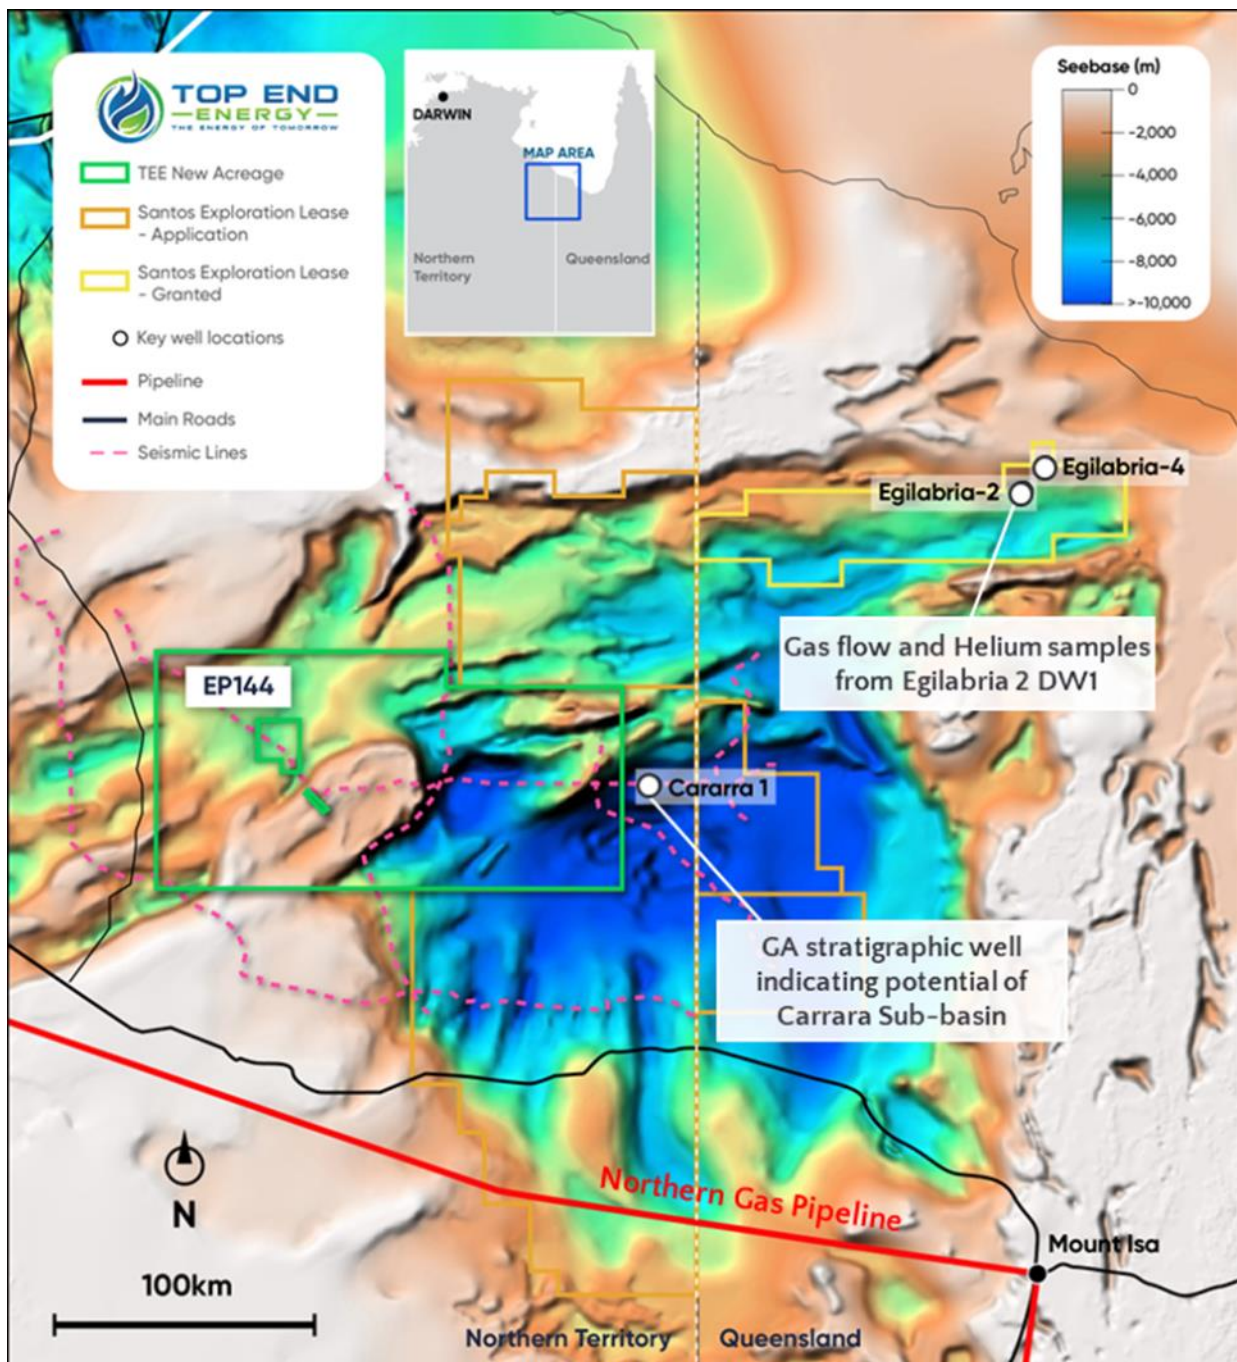 TOP END
ENERGY
THE ENERGY OF TOMORROW
TEE New Acreage
Santos Exploration Lease
- Application
Santos Exploration Lease
- Granted
Key well locations
Pipeline
Main Roads
Seismic Lines
DARWIN
MAP AREA
Northern
Territory
Queensland
Seebase (m)
0
-2,000
-4,000
-6,000
-8,000
>-10,000
Egilabria-4
Egilabria-2
Gas flow and Helium samples
from Egilabria 2 DW1
EP144
Cararra 1
GA stratigraphic well
indicating potential of
Carrara Sub-basin
Northern Gas Pipeline
Mount Isa
N
100km
Northern Territory
Queensland